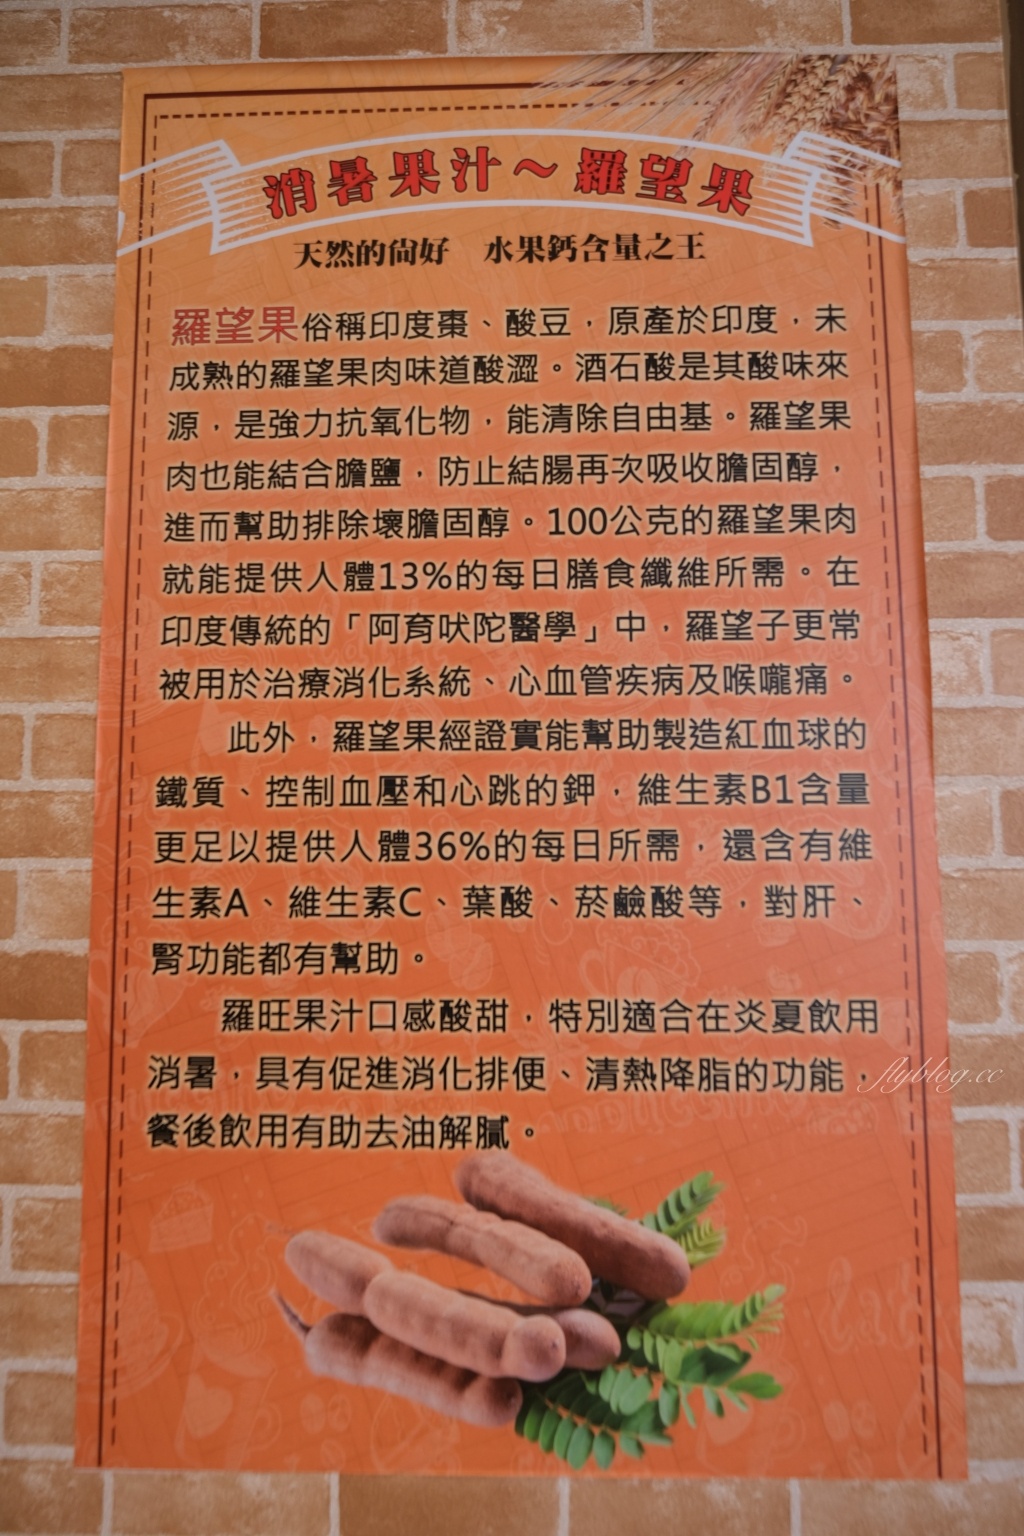 消暑果汁～羅望果
天然的尚好　水果鈣含量之王
羅望果俗稱印度棗、酸豆，原產於印度，未
成熟的羅望果肉味道酸澀。酒石酸是其酸味來
源，是強力抗氧化物，能清除自由基。羅望果
肉也能結合膽鹽，防止結腸再次吸收膽固醇，
進而幫助排除壞膽固醇。100公克的羅望果肉
就能提供人體13%的每日膳食纖維所需。在
印度傳統的「阿育吠陀醫學」中，羅望子更常
被用於治療消化系統、心血管疾病及喉嚨痛。
此外，羅望果經證實能幫助製造紅血球的
鐵質、控制血壓和心跳的鉀，維生素B1含量
更足以提供人體36%的每日所需，還含有維
生素A、維生素C、葉酸、菸鹼酸等，對肝、
腎功能都有幫助。
羅旺果汁口感酸甜，特別適合在炎夏飲用
消暑，具有促進消化排便、清熱降脂的功能，
餐後飲用有助去油解膩。
flyblog.cc